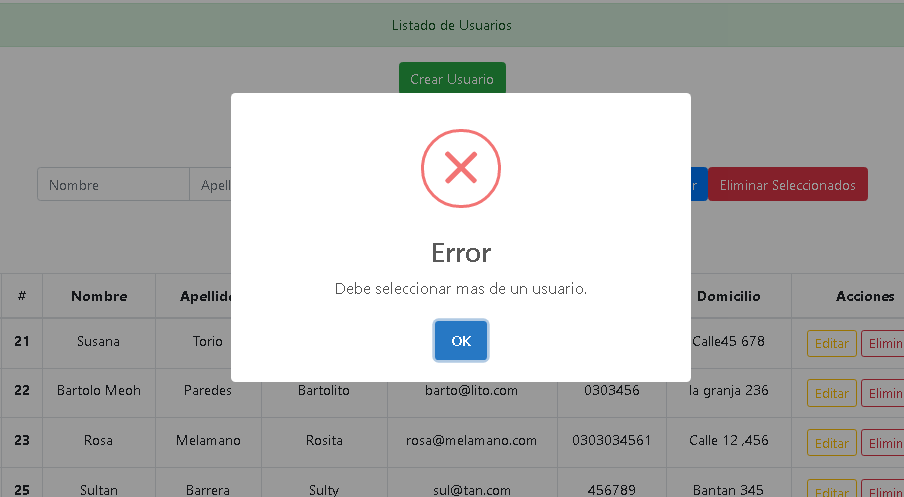 Listado de Usuarios
Crear Usuario
Nombre Apell r Eliminar Seleccionados
Error
Debe seleccionar mas de un usuario.
OK
# Nombre Apellid Domicilio Acciones
21 Susana Torio Calle45 678 Editar Elimin
22 Bartolo Meoh Paredes Bartolito barto@lito.com 0303456 la granja 236 Editar Elimin
23 Rosa Melamano Rosita rosa@melamano.com 0303034561 Calle 12 ,456 Editar Elimin
25 Sultan Barrera Sulty sul@tan.com 456789 Bantan 345 Editar Elimin